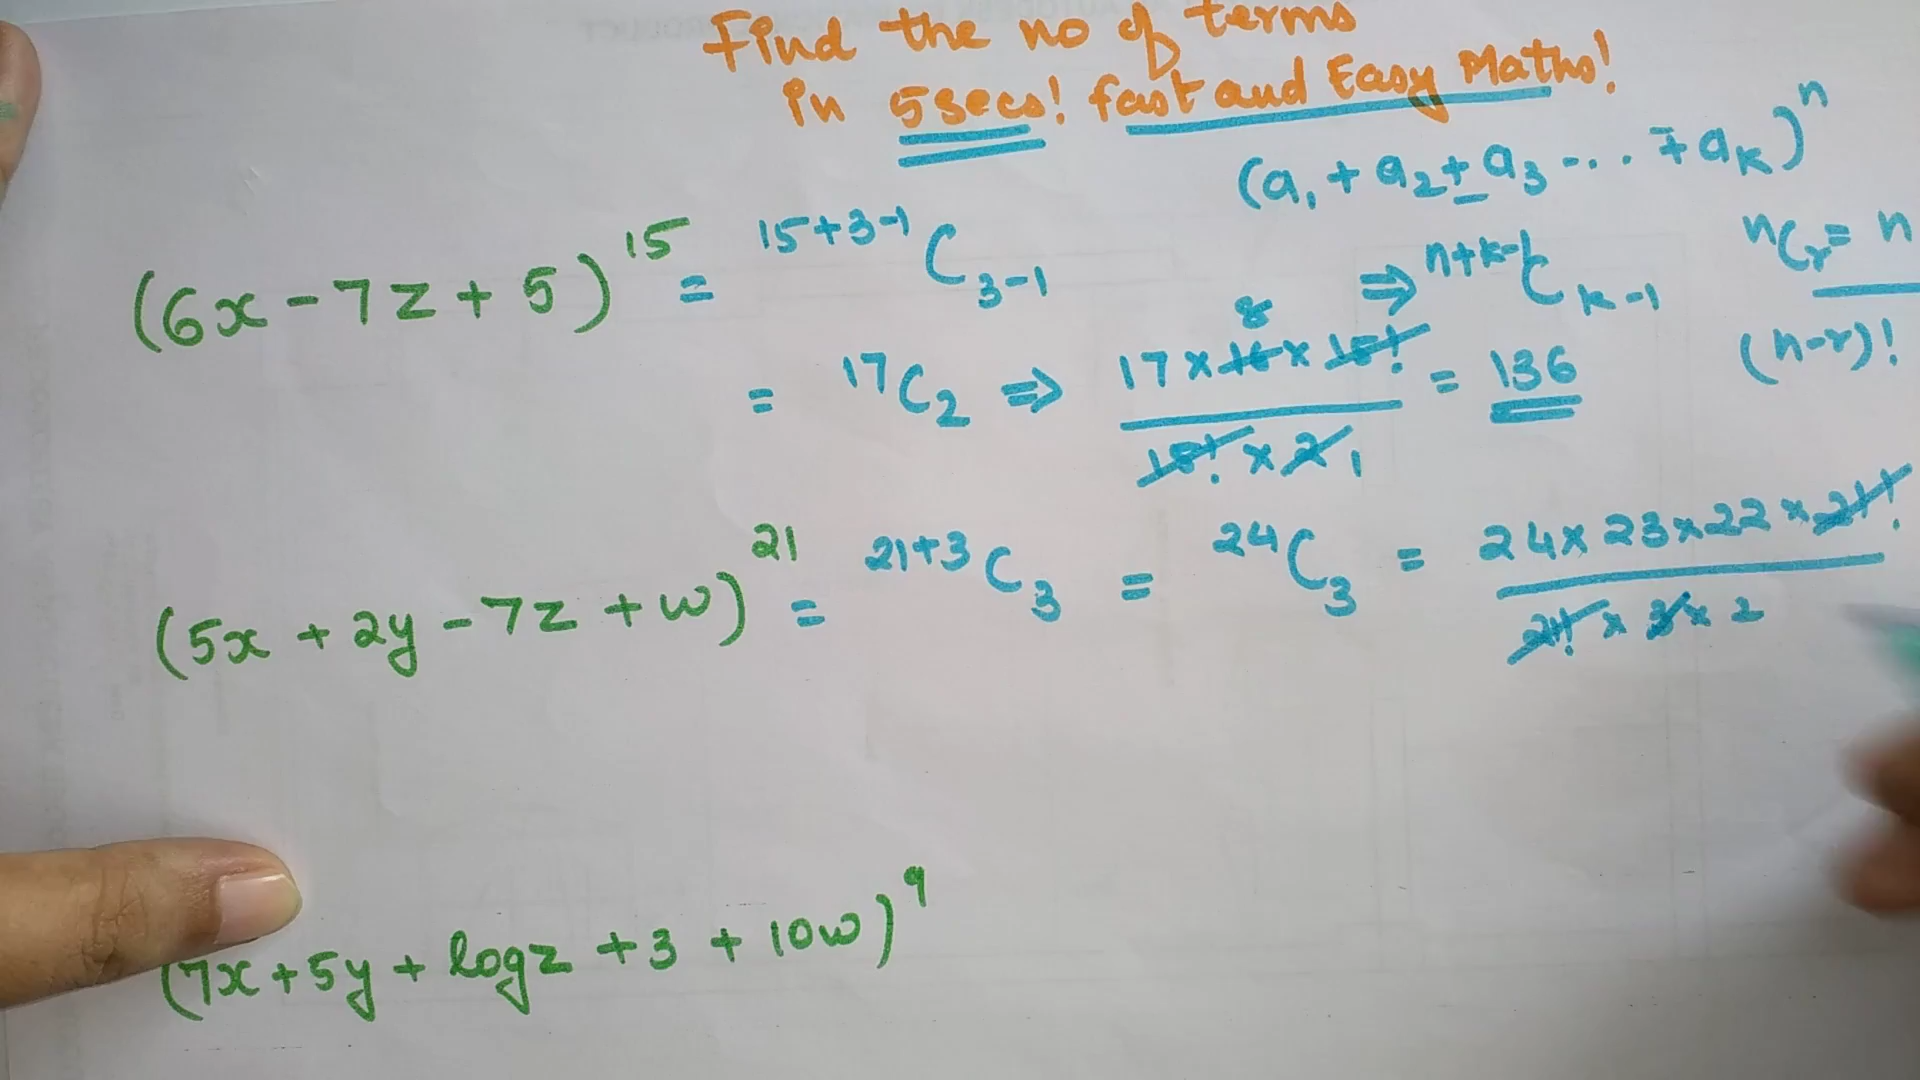 Find the no of terms
in 5 secs! fast and Easy Maths!
(a₁ + a₂ + a₃ -... + aₖ)ⁿ
(6x - 7z + 5)¹⁵ = ¹⁵⁺³⁻¹C₃₋₁
⇒ ⁿ⁺ᵏ⁻¹Cₖ₋₁
ⁿCᵣ = n
(n-r)!
= ¹⁷C₂ ⇒ 17 × 16 × 15! = 136
8
15! × 2 1
(5x + 2y - 7z + w)²¹ = ²¹⁺³C₃ = ²⁴C₃ = 24 × 23 × 22 × 21!
21! × 3 × 2
(7x + 5y + logz + 3 + 10w)⁹